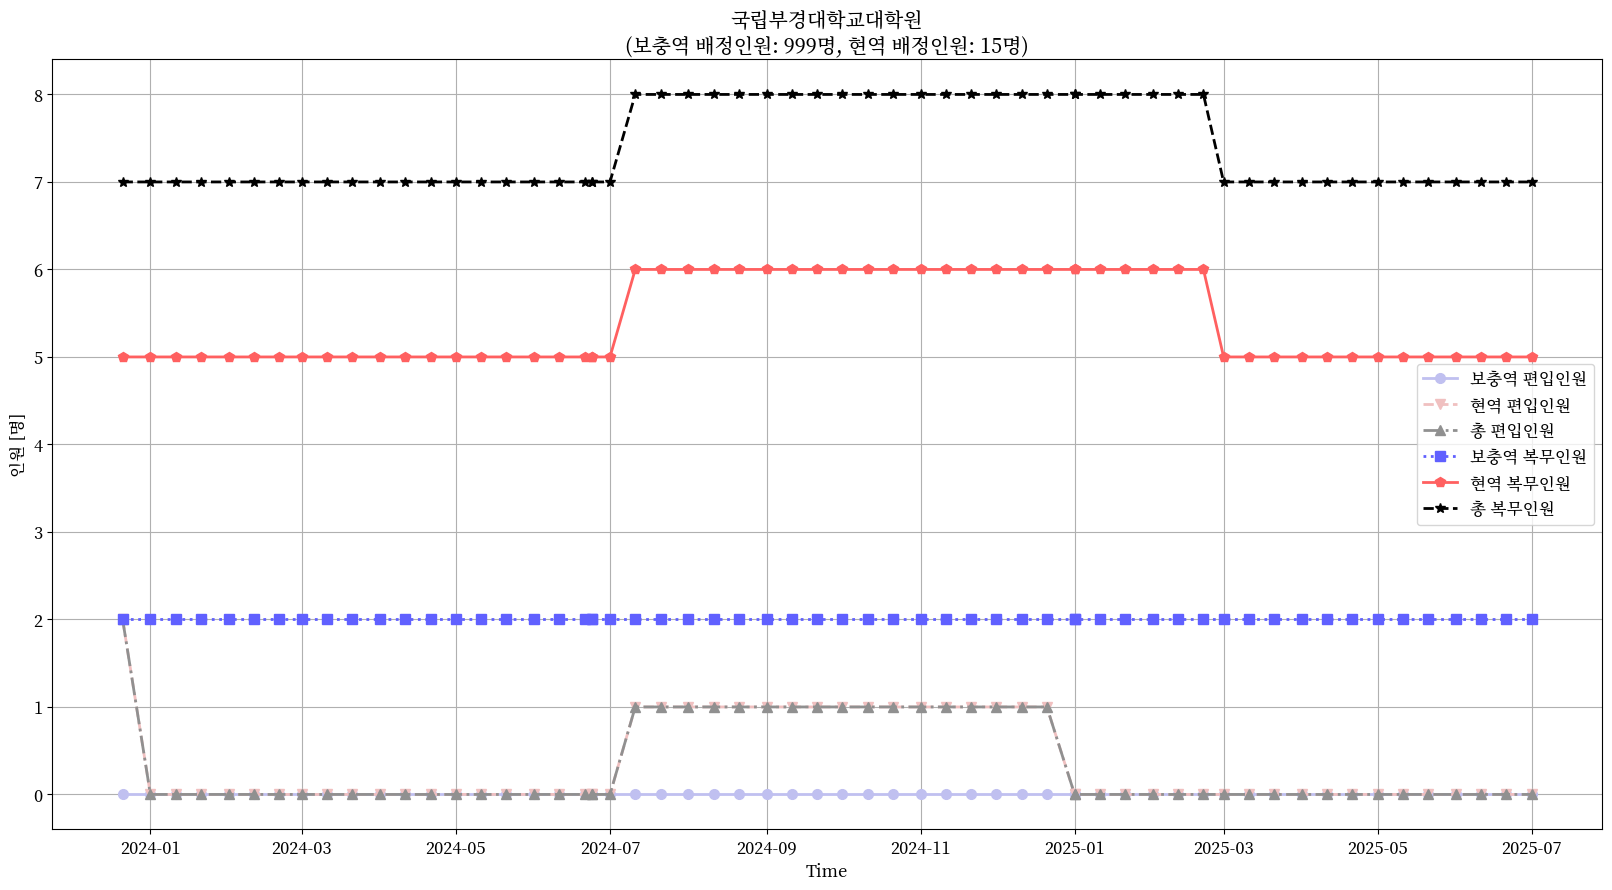 국립부경대학교대학원
(보충역 배정인원: 999명, 현역 배정인원: 15명)
8
7
6
5
4
3
2
1
0
인원 [명]
보충역 편입인원
현역 편입인원
총 편입인원
보충역 복무인원
현역 복무인원
총 복무인원
2024-01
2024-03
2024-05
2024-07
2024-09
2024-11
2025-01
2025-03
2025-05
2025-07
Time